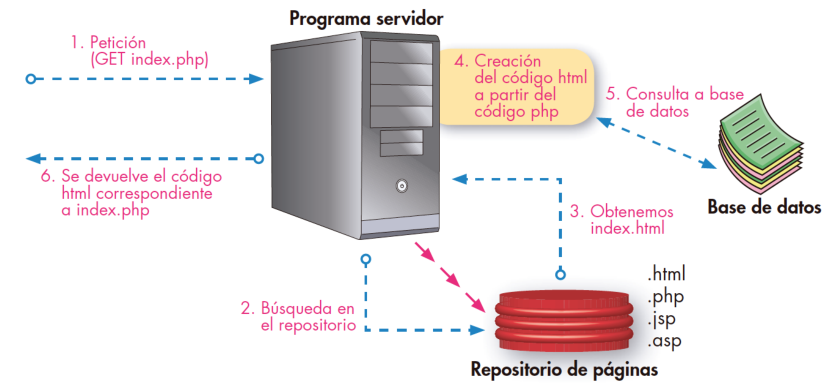 Programa servidor
1. Petición
(GET index.php)
4. Creación
del código html
a partir del
código php
5. Consulta a base
de datos
6. Se devuelve el código
html correspondiente
a index.php
Base de datos
3. Obtenemos
index.html
2. Búsqueda en
el repositorio
.html
.php
.jsp
.asp
Repositorio de páginas